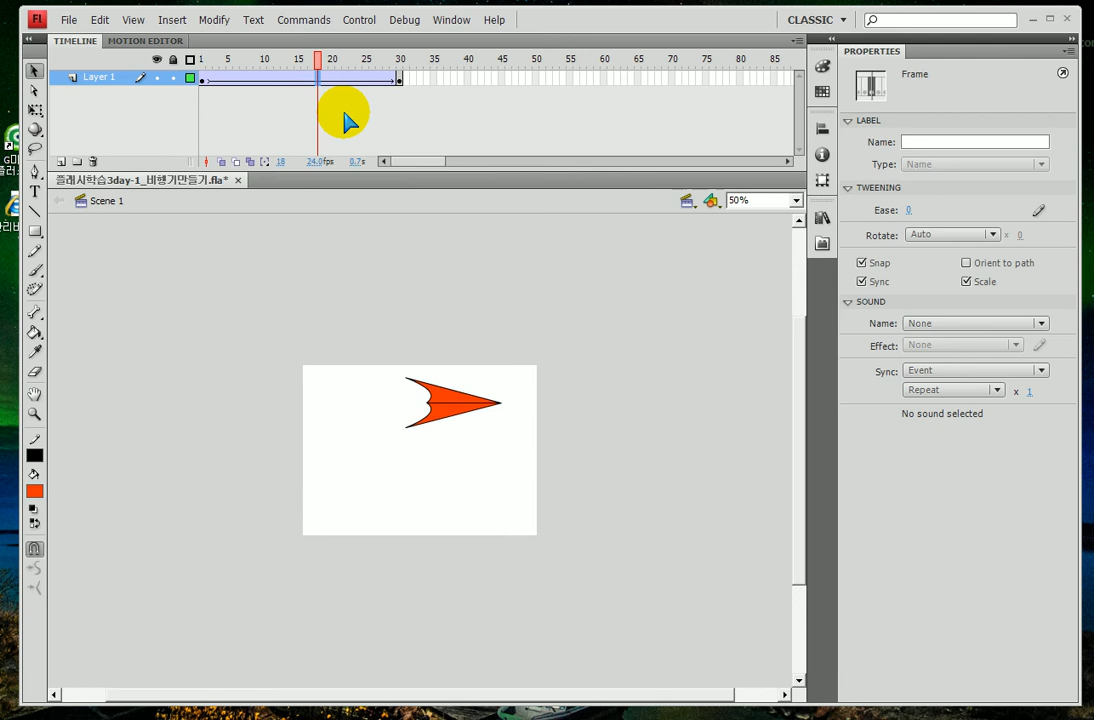 Fl File Edit View Insert Modify Text Commands Control Debug Window Help CLASSIC
TIMELINE MOTION EDITOR
1 5 10 15 20 25 30 35 40 45 50 55 60 65 70 75 80 85
Layer 1
18 24.0fps 0.7s
플래시학습3day-1_비행기만들기.fla*
Scene 1
50%
PROPERTIES
Frame
LABEL
Name:
Type: Name
TWEENING
Ease: 0
Rotate: Auto x 0
Snap Orient to path
Sync Scale
SOUND
Name: None
Effect: None
Sync: Event
Repeat x 1
No sound selected